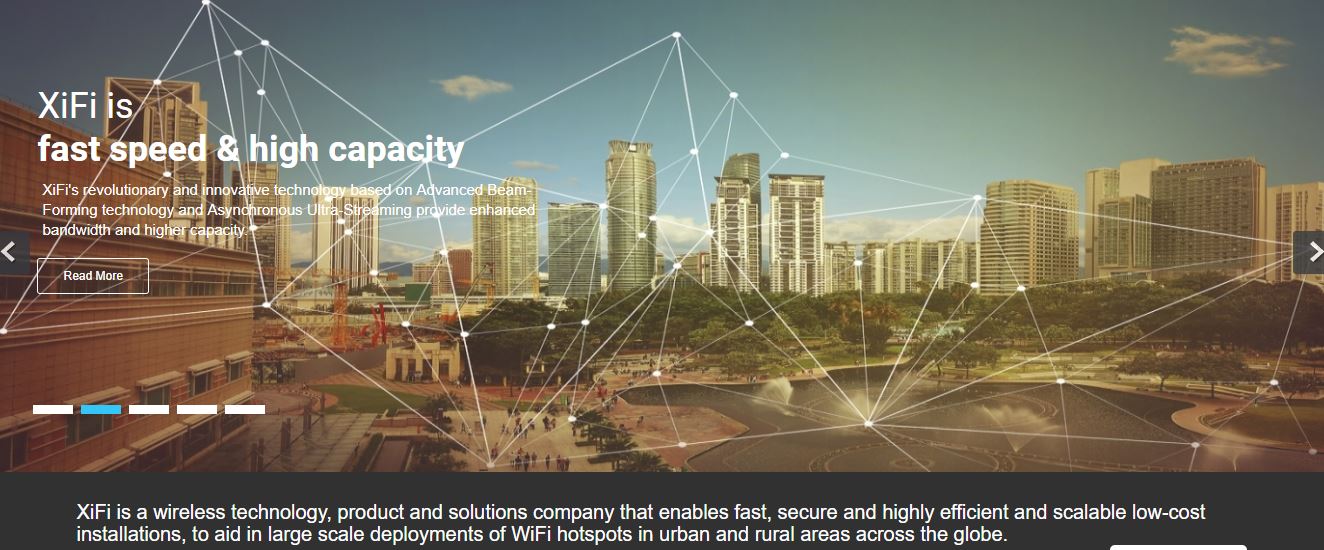 XiFi is
fast speed & high capacity
XiFi's revolutionary and innovative technology based on Advanced Beam-
Forming technology and Asynchronous Ultra-Streaming provide enhanced
bandwidth and higher capacity.
Read More
XiFi is a wireless technology, product and solutions company that enables fast, secure and highly efficient and scalable low-cost
installations, to aid in large scale deployments of WiFi hotspots in urban and rural areas across the globe.